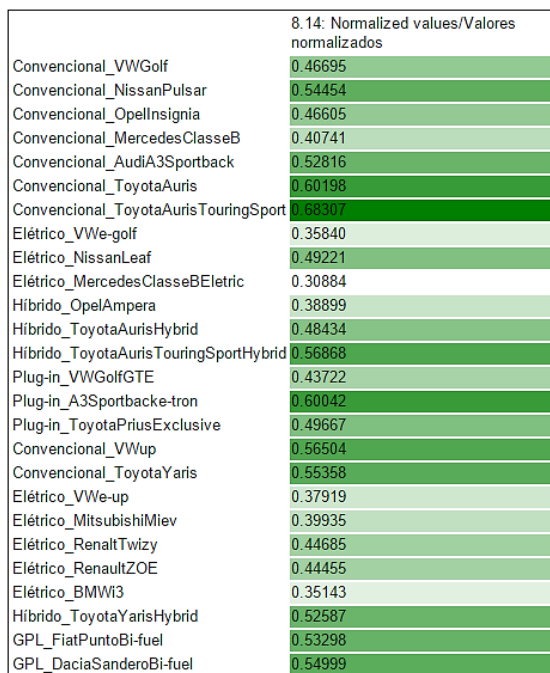 8.14: Normalized values/Valores
normalizados
Convencional_VWGolf 0.46695
Convencional_NissanPulsar 0.54454
Convencional_OpelInsignia 0.46605
Convencional_MercedesClasseB 0.40741
Convencional_AudiA3Sportback 0.52816
Convencional_ToyotaAuris 0.60198
Convencional_ToyotaAurisTouringSport 0.68307
Elétrico_VWe-golf 0.35840
Elétrico_NissanLeaf 0.49221
Elétrico_MercedesClasseBEletric 0.30884
Híbrido_OpelAmpera 0.38899
Híbrido_ToyotaAurisHybrid 0.48434
Híbrido_ToyotaAurisTouringSportHybrid 0.56868
Plug-in_VWGolfGTE 0.43722
Plug-in_A3Sportbacke-tron 0.60042
Plug-in_ToyotaPriusExclusive 0.49667
Convencional_VWup 0.56504
Convencional_ToyotaYaris 0.55358
Elétrico_VWe-up 0.37919
Elétrico_MitsubishiMiev 0.39935
Elétrico_RenaltTwizy 0.44685
Elétrico_RenaultZOE 0.44455
Elétrico_BMWi3 0.35143
Híbrido_ToyotaYarisHybrid 0.52587
GPL_FiatPuntoBi-fuel 0.53298
GPL_DaciaSanderoBi-fuel 0.54999